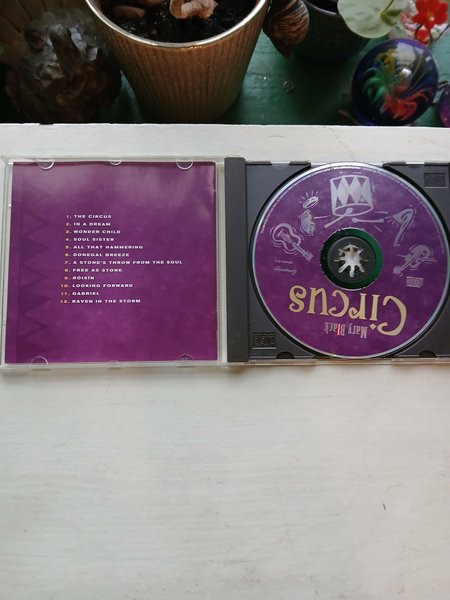 1. THE CIRCUS
2. IN A DREAM
3. WONDER CHILD
4. SOUL SISTER
5. ALL THAT HAMMERING
6. DONEGAL BREEZE
7. A STONE'S THROW FROM THE SOUL
8. FREE AS STONE
9. RÓISÍN
10. LOOKING FORWARD
11. GABRIEL
12. RAVEN IN THE STORM
Mary Black
Circus